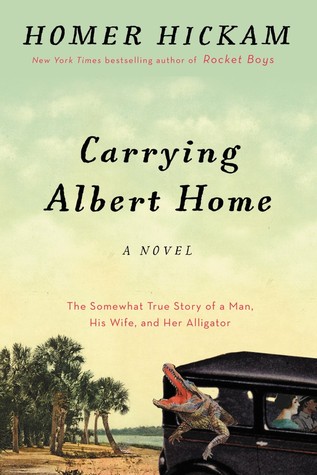 HOMER HICKAM
New York Times bestselling author of Rocket Boys
Carrying
Albert Home
A NOVEL
The Somewhat True Story of a Man,
His Wife, and Her Alligator